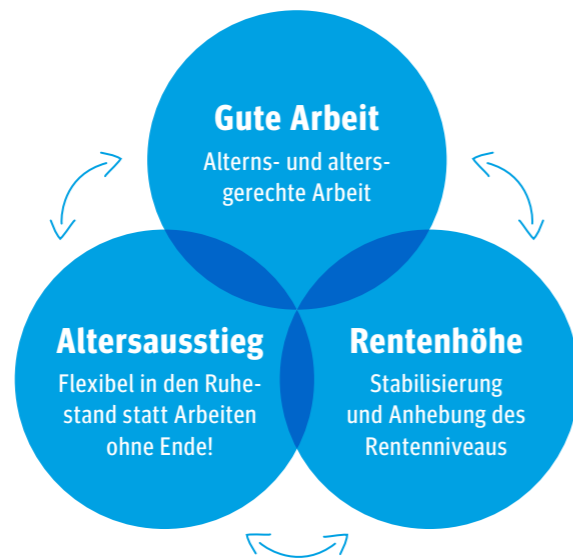 Gute Arbeit
Alterns- und alters-
gerechte Arbeit
Altersausstieg
Flexibel in den Ruhe-
stand statt Arbeiten
ohne Ende!
Rentenhöhe
Stabilisierung
und Anhebung des
Rentenniveaus